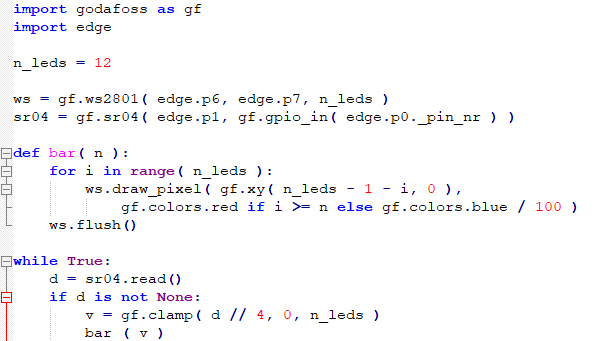 import godafoss as gf
import edge

n_leds = 12

ws = gf.ws2801( edge.p6, edge.p7, n_leds )
sr04 = gf.sr04( edge.p1, gf.gpio_in( edge.p0._pin_nr ) )

def bar( n ):
    for i in range( n_leds ):
        ws.draw_pixel( gf.xy( n_leds - 1 - i, 0 ),
            gf.colors.red if i >= n else gf.colors.blue / 100 )
    ws.flush()

while True:
    d = sr04.read()
    if d is not None:
        v = gf.clamp( d // 4, 0, n_leds )
        bar ( v )